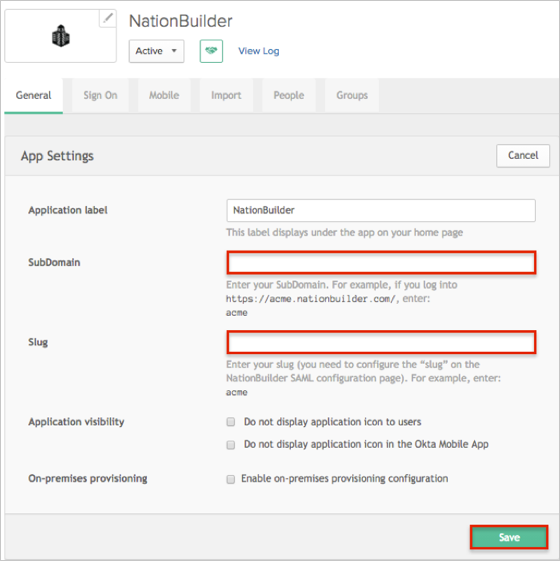 NationBuilder
Active
View Log
General Sign On Mobile Import People Groups
App Settings
Cancel
Application label
NationBuilder
This label displays under the app on your home page
SubDomain
Enter your SubDomain. For example, if you log into
https://acme.nationbuilder.com/, enter:
acme
Slug
Enter your slug (you need to configure the "slug" on the
NationBuilder SAML configuration page). For example, enter:
acme
Application visibility
Do not display application icon to users
Do not display application icon in the Okta Mobile App
On-premises provisioning
Enable on-premises provisioning configuration
Save